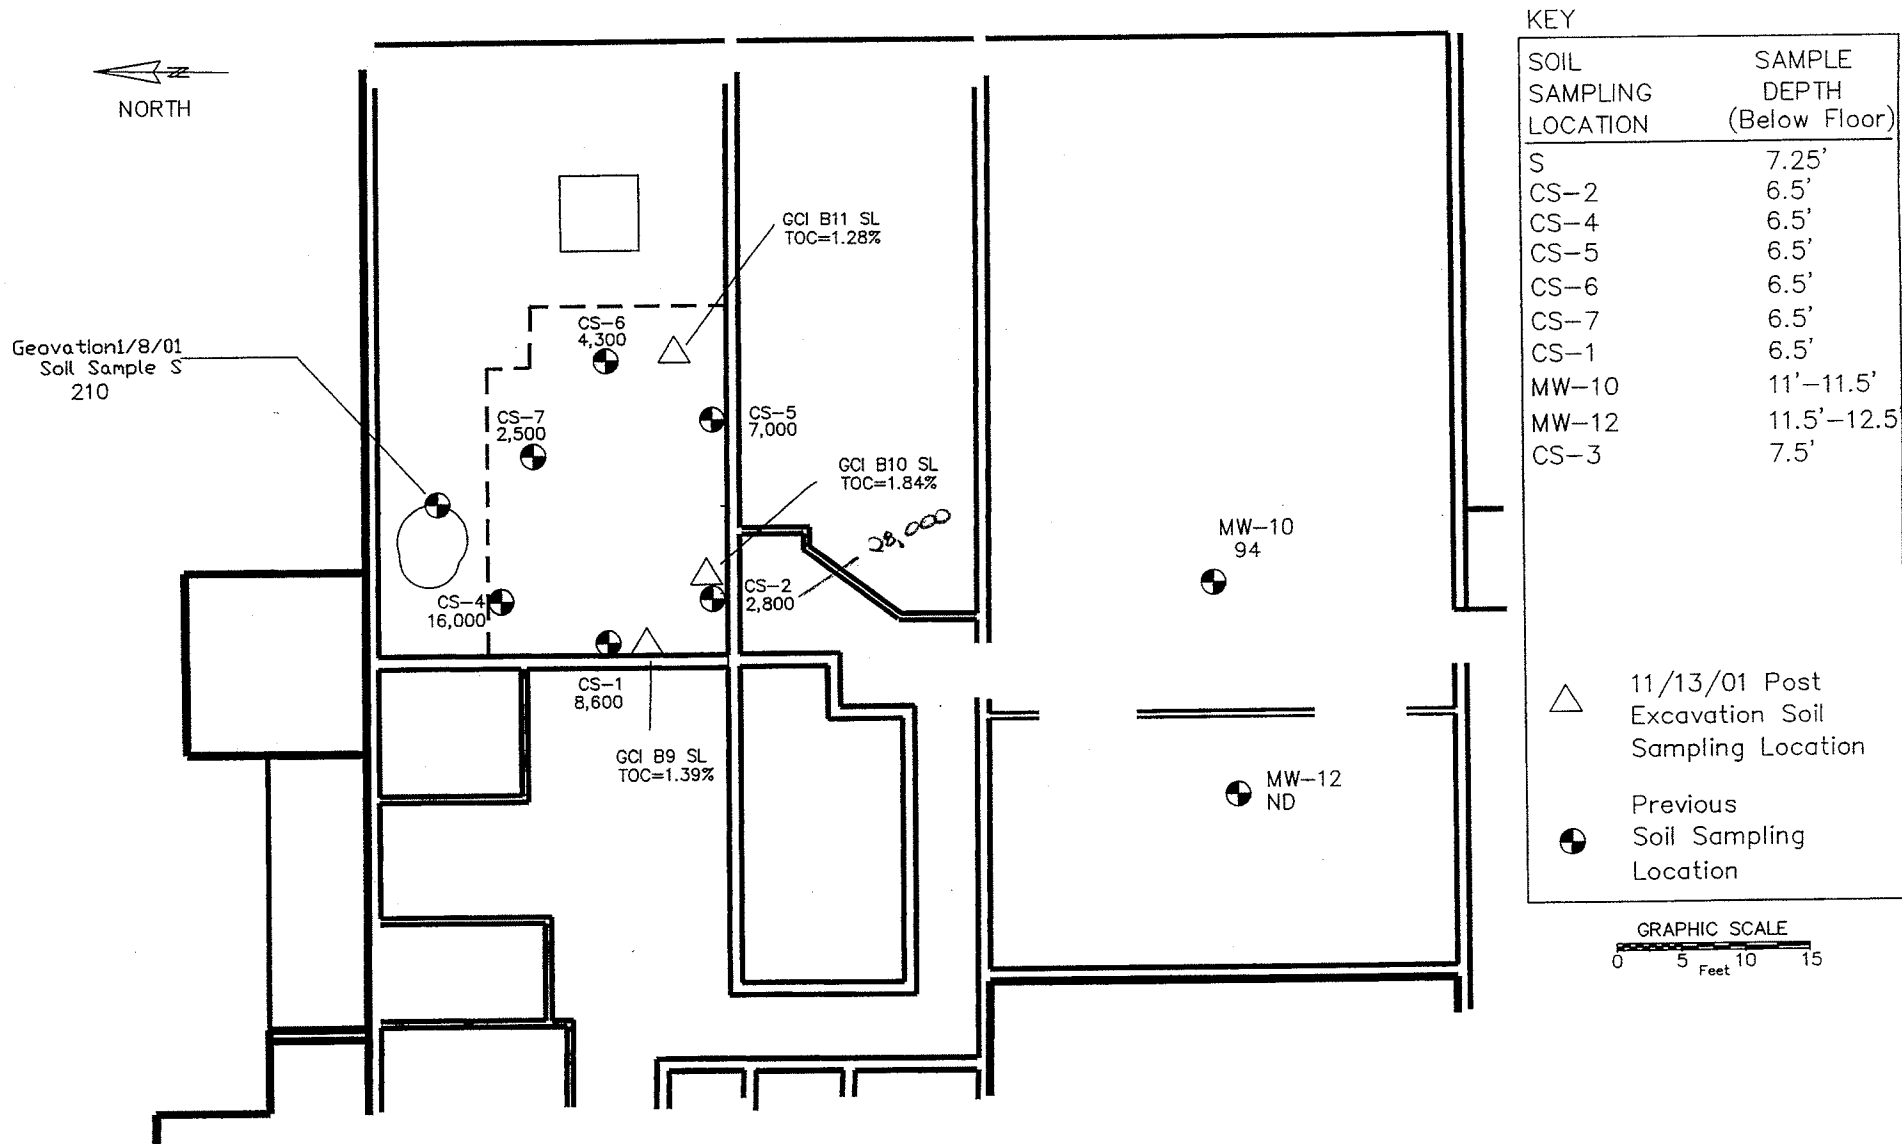 NORTH
GCI B11 SL
TOC=1.28%
CS-6
4,300
Geovation1/8/01
Soil Sample S
210
CS-7
2,500
CS-5
7,000
GCI B10 SL
TOC=1.84%
28,000
CS-2
2,800
CS-4
16,000
CS-1
8,600
GCI B9 SL
TOC=1.39%
MW-10
94
MW-12
ND
KEY
SOIL SAMPLING LOCATION
SAMPLE DEPTH (Below Floor)
S 7.25'
CS-2 6.5'
CS-4 6.5'
CS-5 6.5'
CS-6 6.5'
CS-7 6.5'
CS-1 6.5'
MW-10 11'-11.5'
MW-12 11.5'-12.5
CS-3 7.5'
11/13/01 Post
Excavation Soil
Sampling Location
Previous
Soil Sampling
Location
GRAPHIC SCALE
0 5 10 15
Feet